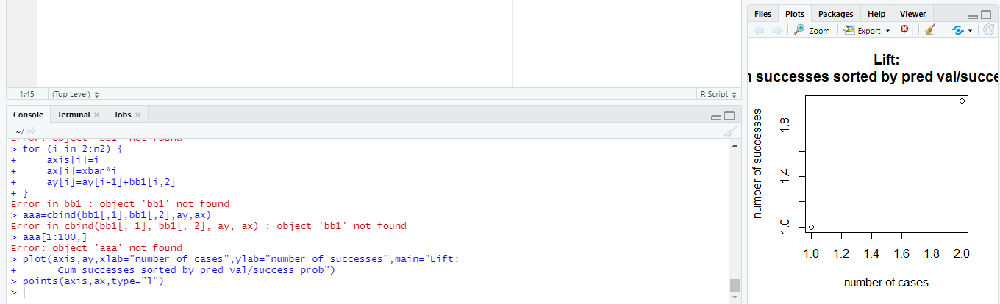 1:45 (Top Level) R Script
Console Terminal Jobs
~/
Error: object 'bb1' not found
> for (i in 2:n2) {
+     axis[i]=i
+     ax[i]=xbar*i
+     ay[i]=ay[i-1]+bb1[i,2]
+ }
Error in bb1 : object 'bb1' not found
> aaa=cbind(bb1[,1],bb1[,2],ay,ax)
Error in cbind(bb1[, 1], bb1[, 2], ay, ax) : object 'bb1' not found
> aaa[1:100,]
Error: object 'aaa' not found
> plot(axis,ay,xlab="number of cases",ylab="number of successes",main="Lift:
+       Cum successes sorted by pred val/success prob")
> points(axis,ax,type="l")
>
Files Plots Packages Help Viewer
Zoom Export
Lift:
successes sorted by pred val/succe
number of successes
1.8
1.4
1.0
1.0 1.2 1.4 1.6 1.8 2.0
number of cases